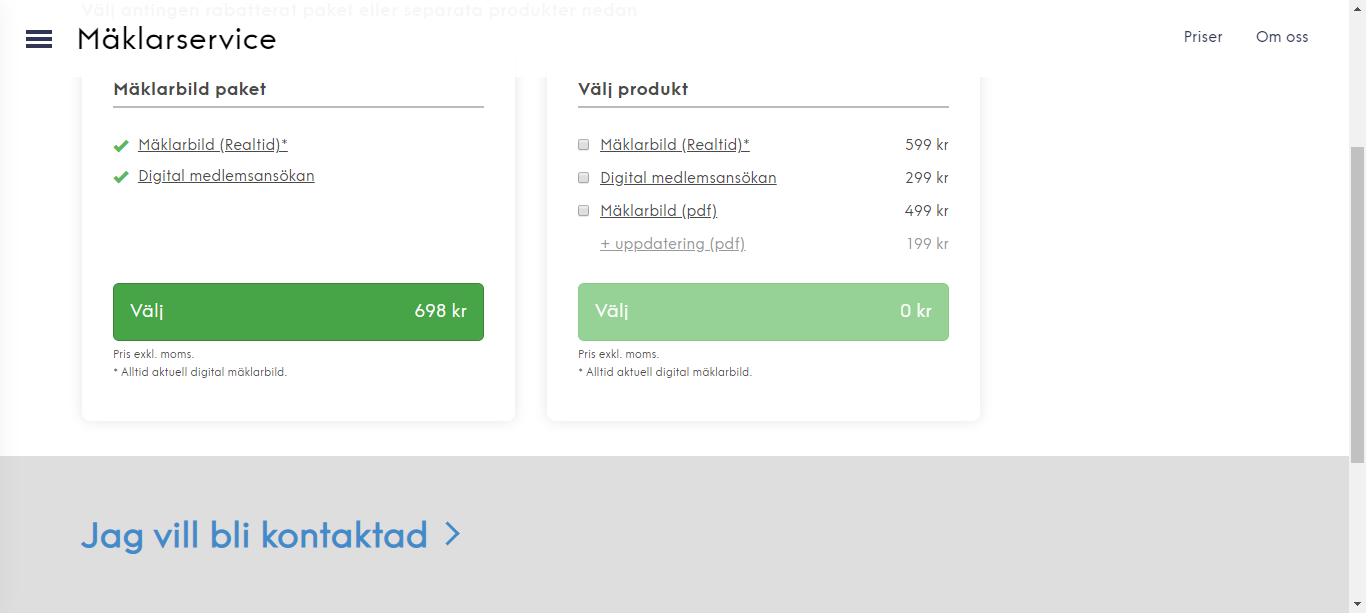 Välj antingen rabatterat paket eller separata produkter nedan
Mäklarservice
Priser
Om oss
Mäklarbild paket
Mäklarbild (Realtid)*
Digital medlemsansökan
Välj 698 kr
Pris exkl. moms.
* Alltid aktuell digital mäklarbild.
Välj produkt
Mäklarbild (Realtid)* 599 kr
Digital medlemsansökan 299 kr
Mäklarbild (pdf) 499 kr
+ uppdatering (pdf) 199 kr
Välj 0 kr
Pris exkl. moms.
* Alltid aktuell digital mäklarbild.
Jag vill bli kontaktad